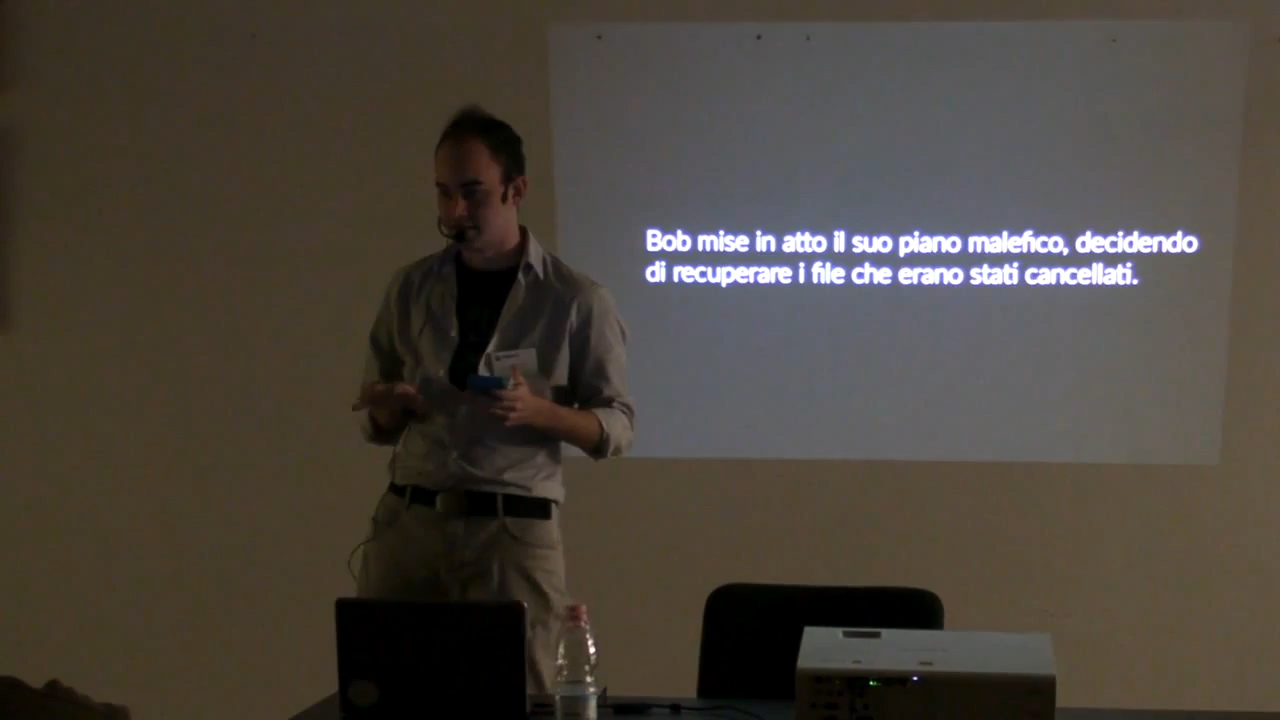 Bob mise in atto il suo piano malefico, decidendo
di recuperare i file che erano stati cancellati.